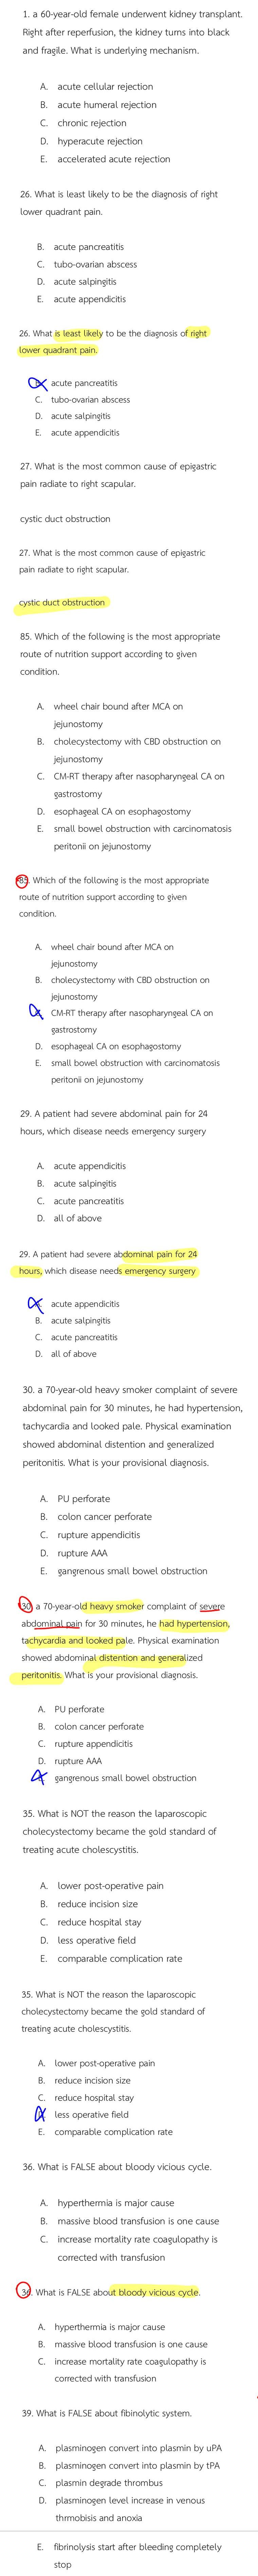 1. a 60-year-old female underwent kidney transplant.
Right after reperfusion, the kidney turns into black
and fragile. What is underlying mechanism.
A. acute cellular rejection
B. acute humeral rejection
C. chronic rejection
D. hyperacute rejection
E. accelerated acute rejection
26. What is least likely to be the diagnosis of right
lower quadrant pain.
B. acute pancreatitis
C. tubo-ovarian abscess
D. acute salpingitis
E. acute appendicitis
26. What is least likely to be the diagnosis of right
lower quadrant pain.
acute pancreatitis
C. tubo-ovarian abscess
D. acute salpingitis
E. acute appendicitis
27. What is the most common cause of epigastric
pain radiate to right scapular.
cystic duct obstruction
27. What is the most common cause of epigastric
pain radiate to right scapular.
cystic duct obstruction
85. Which of the following is the most appropriate
route of nutrition support according to given
condition.
A. wheel chair bound after MCA on
jejunostomy
B. cholecystectomy with CBD obstruction on
jejunostomy
C. CM-RT therapy after nasopharyngeal CA on
gastrostomy
D. esophageal CA on esophagostomy
E. small bowel obstruction with carcinomatosis
peritonii on jejunostomy
85. Which of the following is the most appropriate
route of nutrition support according to given
condition.
A. wheel chair bound after MCA on
jejunostomy
B. cholecystectomy with CBD obstruction on
jejunostomy
CM-RT therapy after nasopharyngeal CA on
gastrostomy
D. esophageal CA on esophagostomy
E. small bowel obstruction with carcinomatosis
peritonii on jejunostomy
29. A patient had severe abdominal pain for 24
hours, which disease needs emergency surgery
A. acute appendicitis
B. acute salpingitis
C. acute pancreatitis
D. all of above
29. A patient had severe abdominal pain for 24
hours, which disease needs emergency surgery
acute appendicitis
B. acute salpingitis
C. acute pancreatitis
D. all of above
30. a 70-year-old heavy smoker complaint of severe
abdominal pain for 30 minutes, he had hypertension,
tachycardia and looked pale. Physical examination
showed abdominal distention and generalized
peritonitis. What is your provisional diagnosis.
A. PU perforate
B. colon cancer perforate
C. rupture appendicitis
D. rupture AAA
E. gangrenous small bowel obstruction
30. a 70-year-old heavy smoker complaint of severe
abdominal pain for 30 minutes, he had hypertension,
tachycardia and looked pale. Physical examination
showed abdominal distention and generalized
peritonitis. What is your provisional diagnosis.
A. PU perforate
B. colon cancer perforate
C. rupture appendicitis
D. rupture AAA
gangrenous small bowel obstruction
35. What is NOT the reason the laparoscopic
cholecystectomy became the gold standard of
treating acute cholescystitis.
A. lower post-operative pain
B. reduce incision size
C. reduce hospital stay
D. less operative field
E. comparable complication rate
35. What is NOT the reason the laparoscopic
cholecystectomy became the gold standard of
treating acute cholescystitis.
A. lower post-operative pain
B. reduce incision size
C. reduce hospital stay
less operative field
E. comparable complication rate
36. What is FALSE about bloody vicious cycle.
A. hyperthermia is major cause
B. massive blood transfusion is one cause
C. increase mortality rate coagulopathy is
corrected with transfusion
36. What is FALSE about bloody vicious cycle.
A. hyperthermia is major cause
B. massive blood transfusion is one cause
C. increase mortality rate coagulopathy is
corrected with transfusion
39. What is FALSE about fibinolytic system.
A. plasminogen convert into plasmin by uPA
B. plasminogen convert into plasmin by tPA
C. plasmin degrade thrombus
D. plasminogen level increase in venous
thrmobisis and anoxia
E. fibrinolysis start after bleeding completely
stop